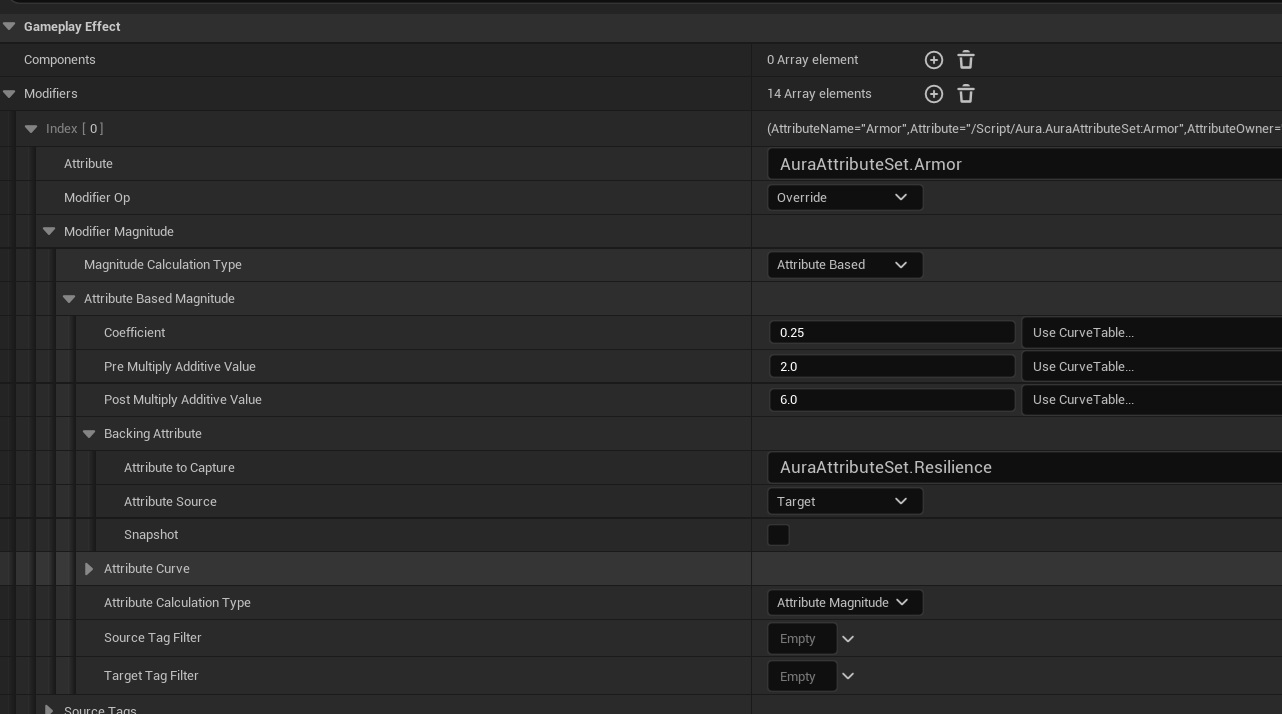 Gameplay Effect
Components 0 Array element
Modifiers 14 Array elements
Index [ 0 ] (AttributeName="Armor",Attribute="/Script/Aura.AuraAttributeSet:Armor",AttributeOwner=
Attribute AuraAttributeSet.Armor
Modifier Op Override
Modifier Magnitude
Magnitude Calculation Type Attribute Based
Attribute Based Magnitude
Coefficient 0.25 Use CurveTable...
Pre Multiply Additive Value 2.0 Use CurveTable...
Post Multiply Additive Value 6.0 Use CurveTable...
Backing Attribute
Attribute to Capture AuraAttributeSet.Resilience
Attribute Source Target
Snapshot
Attribute Curve
Attribute Calculation Type Attribute Magnitude
Source Tag Filter Empty
Target Tag Filter Empty
Source Tags